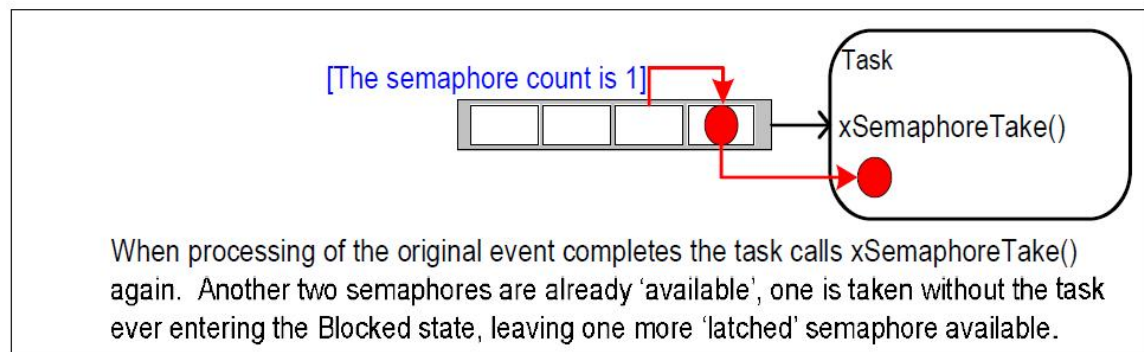 [The semaphore count is 1]
Task
xSemaphoreTake()
When processing of the original event completes the task calls xSemaphoreTake()
again.  Another two semaphores are already ‘available’, one is taken without the task
ever entering the Blocked state, leaving one more ‘latched’ semaphore available.